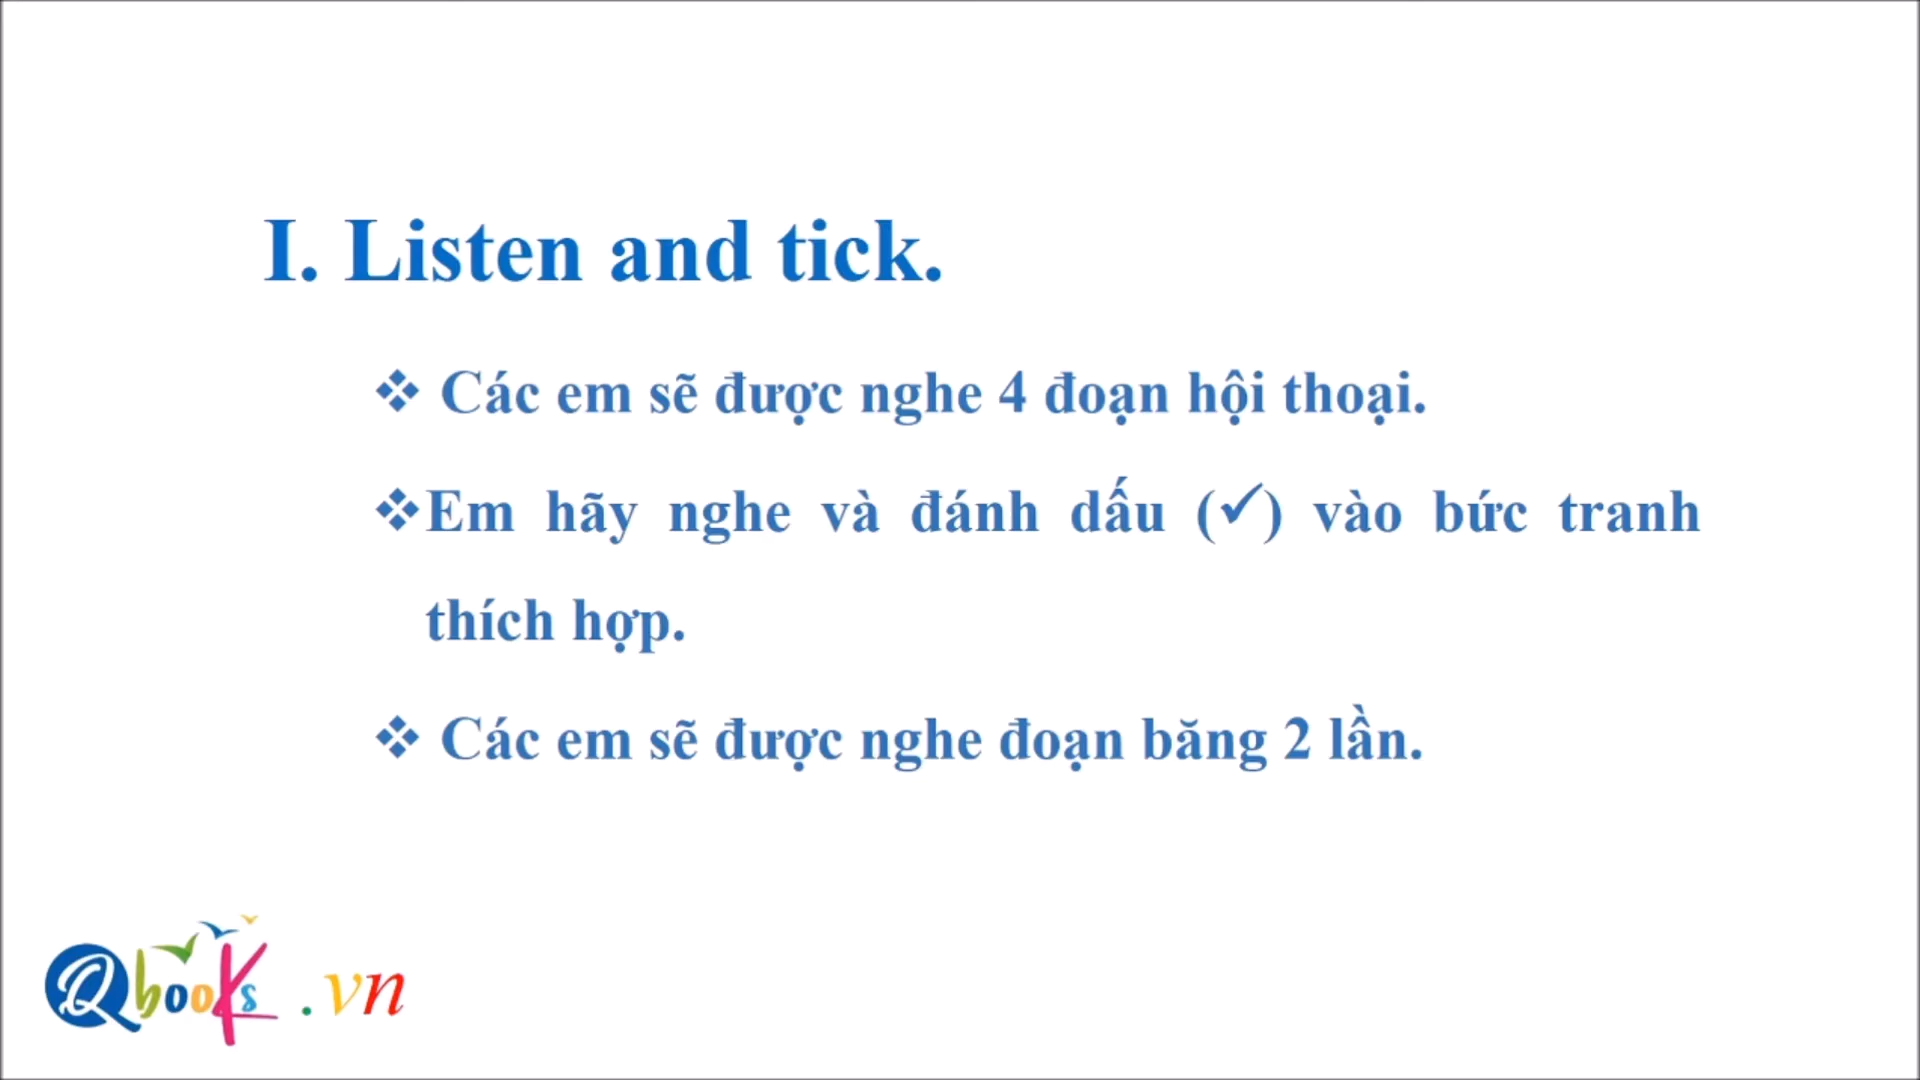 I. Listen and tick.
❖ Các em sẽ được nghe 4 đoạn hội thoại.
❖Em hãy nghe và đánh dấu (✓) vào bức tranh
thích hợp.
❖ Các em sẽ được nghe đoạn băng 2 lần.
Qbooks .vn